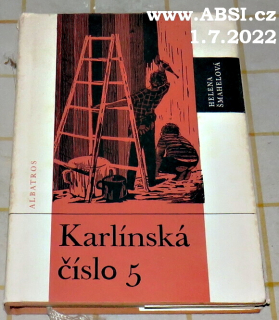 www.ABSI.cz
1.7.2022
HELENA
ŠMAHELOVÁ
ALBATROS
Karlínská
číslo 5